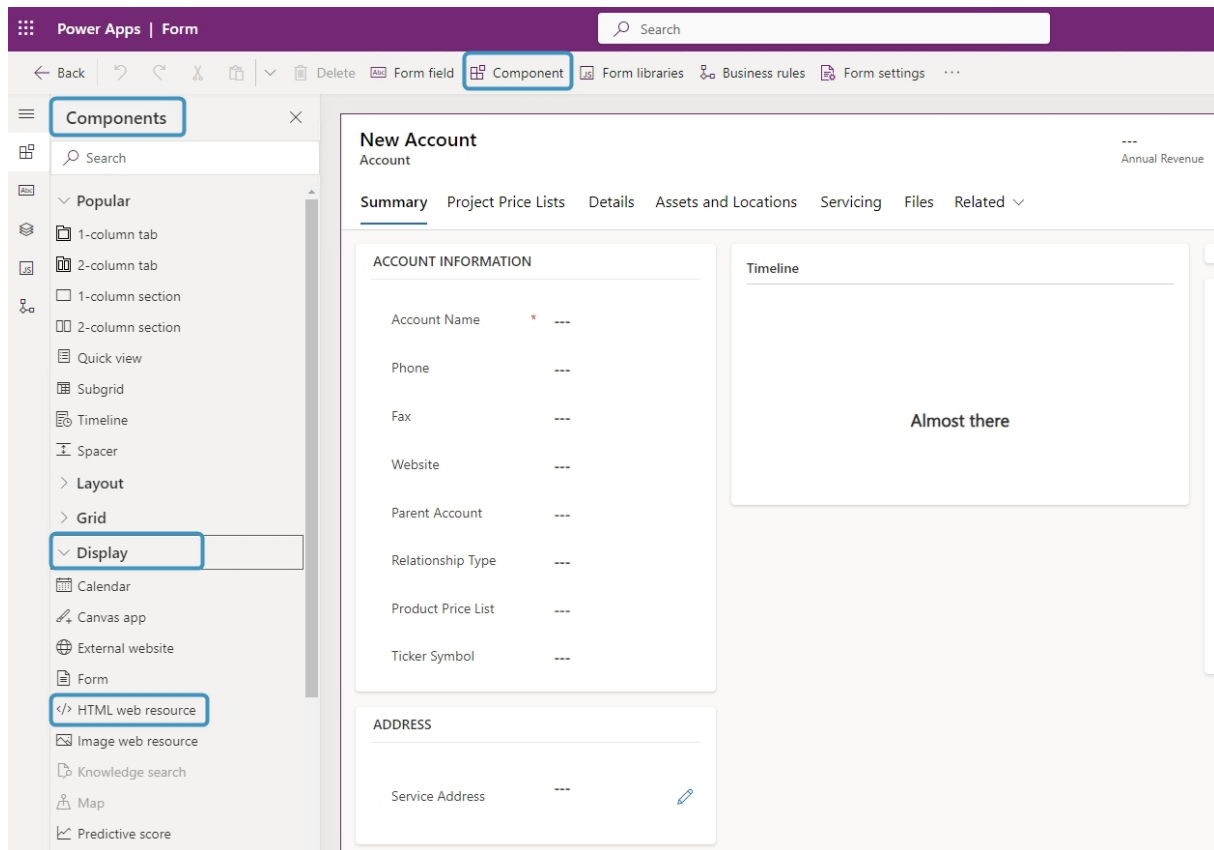 Power Apps | Form
Search
Back
Delete
Abc
Form field
Component
JS
Form libraries
Business rules
Form settings
...
Components
Search
Abc
JS
Popular
1-column tab
2-column tab
1-column section
2-column section
Quick view
Subgrid
Timeline
Spacer
Layout
Grid
Display
Calendar
Canvas app
External website
Form
HTML web resource
Image web resource
Knowledge search
Map
Predictive score
New Account
Account
---
Annual Revenue
Summary Project Price Lists Details Assets and Locations Servicing Files Related
ACCOUNT INFORMATION
Account Name * ---
Phone ---
Fax ---
Website ---
Parent Account ---
Relationship Type ---
Product Price List ---
Ticker Symbol ---
Timeline
Almost there
ADDRESS
Service Address ---